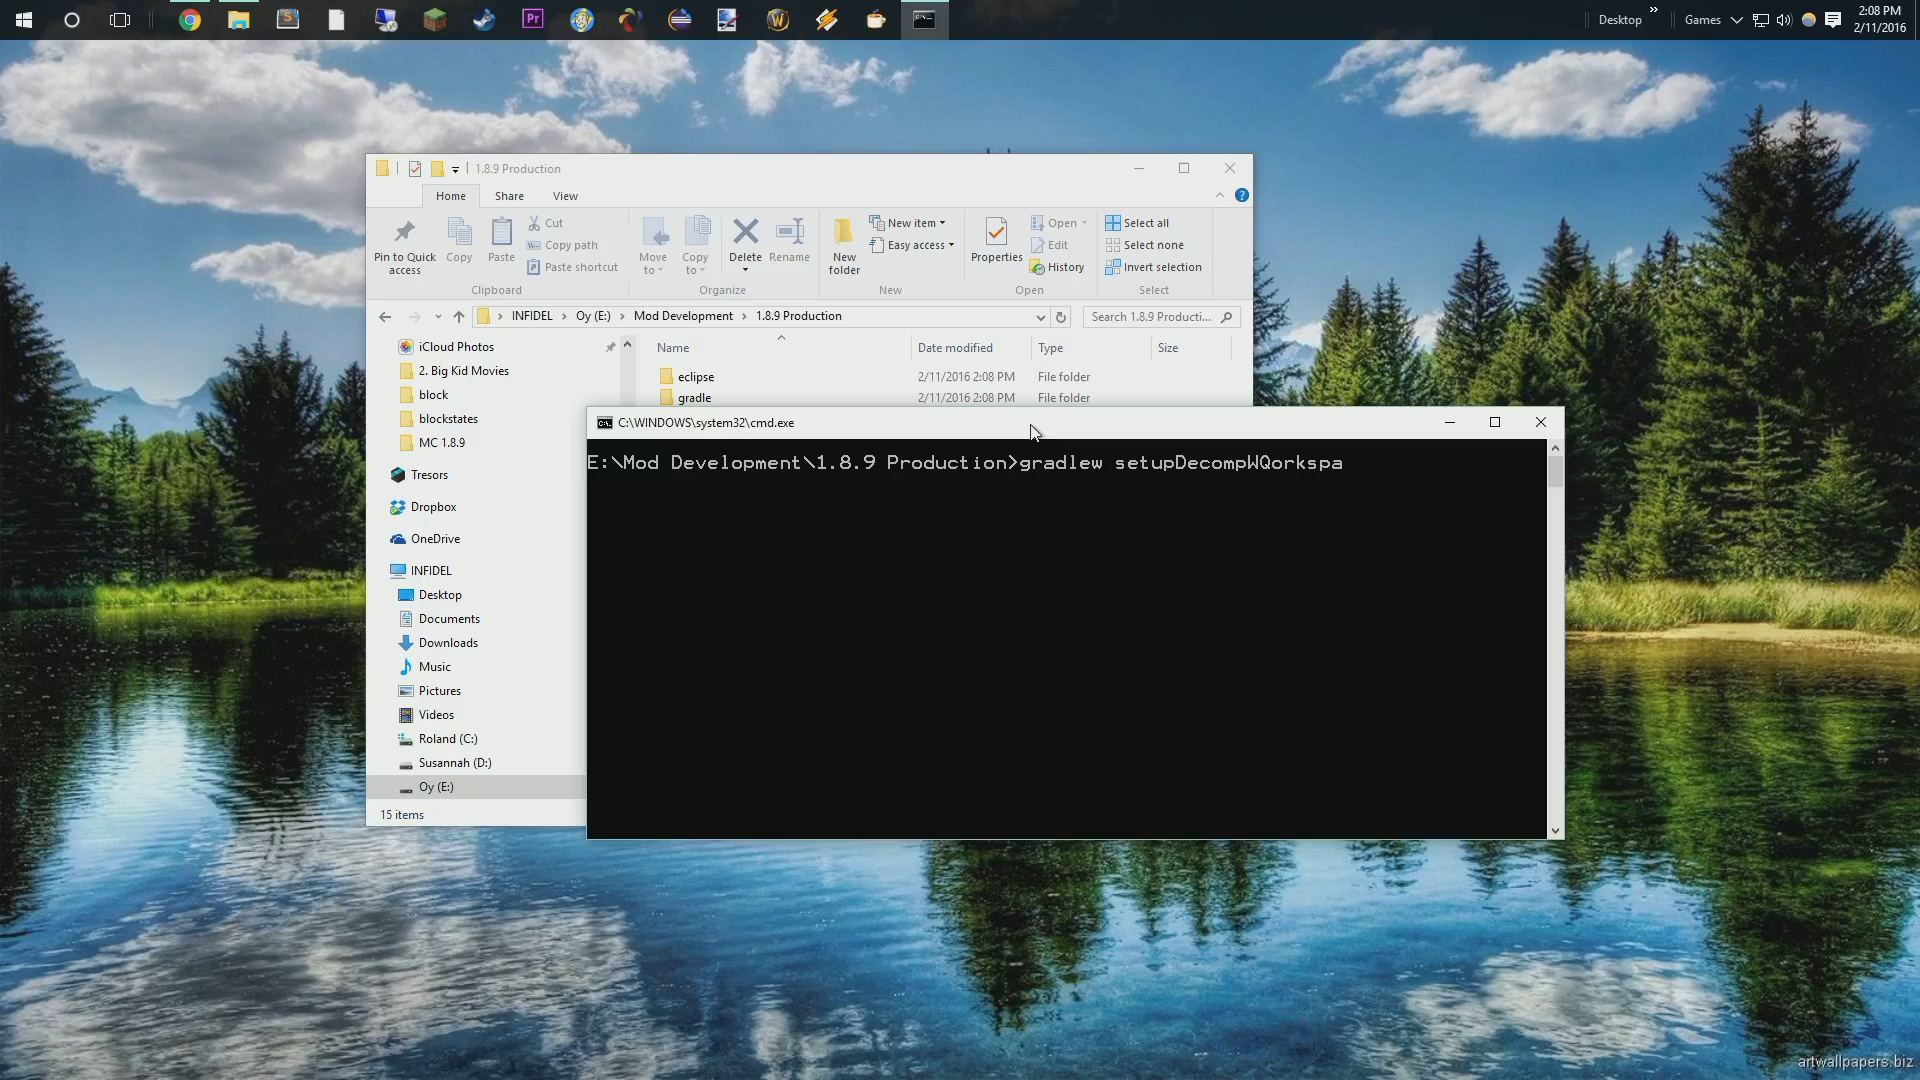 Pr
Desktop
»
Games
2:08 PM
2/11/2016
1.8.9 Production
Home
Share
View
Pin to Quick access
Copy
Paste
Cut
Copy path
Paste shortcut
Move to
Copy to
Delete
Rename
New folder
New item
Easy access
Properties
Open
Edit
History
Select all
Select none
Invert selection
Clipboard
Organize
New
Open
Select
INFIDEL > Oy (E:) > Mod Development > 1.8.9 Production
Search 1.8.9 Producti...
Name
Date modified
Type
Size
eclipse 2/11/2016 2:08 PM File folder
gradle 2/11/2016 2:08 PM File folder
iCloud Photos
2. Big Kid Movies
block
blockstates
MC 1.8.9
Tresors
Dropbox
OneDrive
INFIDEL
Desktop
Documents
Downloads
Music
Pictures
Videos
Roland (C:)
Susannah (D:)
Oy (E:)
15 items
C:\WINDOWS\system32\cmd.exe
E:\Mod Development\1.8.9 Production>gradlew setupDecompWQorkspa
artwallpapers.biz